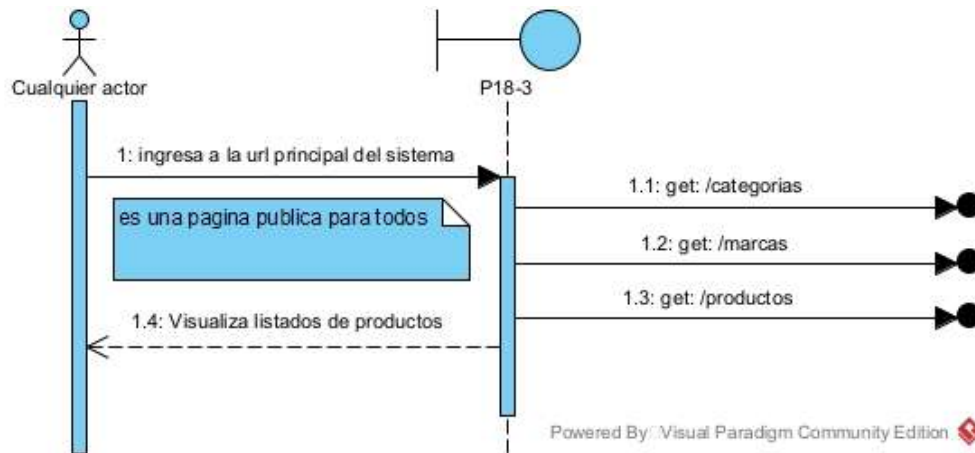 Cualquier actor
P18-3
1: ingresa a la url principal del sistema
1.1: get: /categorias
es una pagina publica para todos
1.2: get: /marcas
1.3: get: /productos
1.4: Visualiza listados de productos
Powered By Visual Paradigm Community Edition